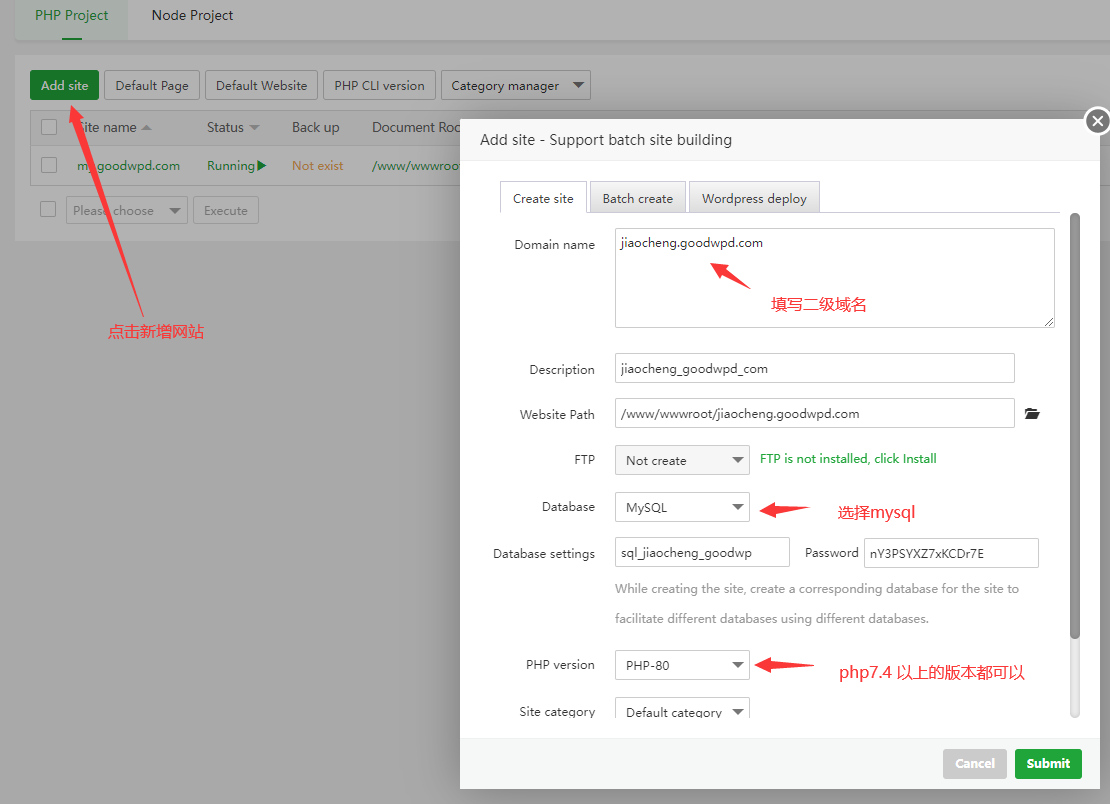 PHP Project
Node Project
Add site
Default Page
Default Website
PHP CLI version
Category manager
Site name
Status
Back up
Document Roo
my.goodwpd.com
Running
Not exist
/www/wwwroot
Please choose
Execute
点击新增网站
Add site - Support batch site building
Create site
Batch create
Wordpress deploy
Domain name
jiaocheng.goodwpd.com
填写二级域名
Description
jiaocheng_goodwpd_com
Website Path
/www/wwwroot/jiaocheng.goodwpd.com
FTP
Not create
FTP is not installed, click Install
Database
MySQL
选择mysql
Database settings
sql_jiaocheng_goodwp
Password
nY3PSYXZ7xKCDr7E
While creating the site, create a corresponding database for the site to
facilitate different databases using different databases.
PHP version
PHP-80
php7.4 以上的版本都可以
Site category
Default category
Cancel
Submit